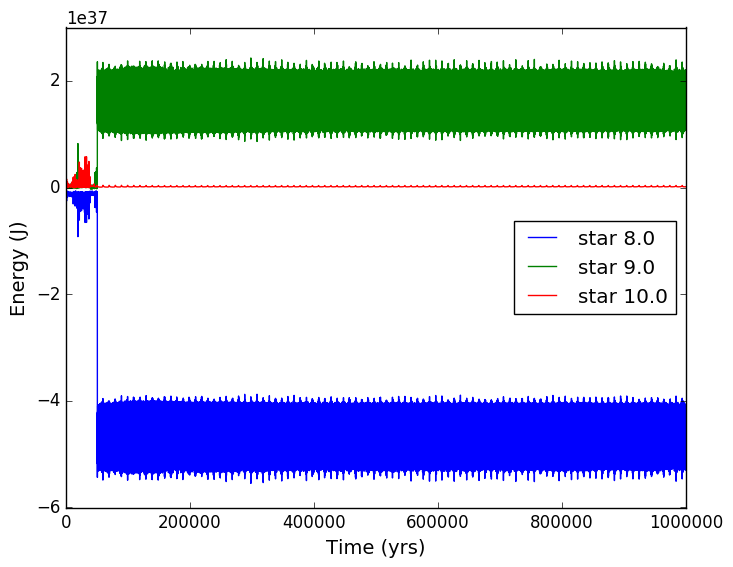 1e37
2
0
−2
−4
−6
Energy (J)
star 8.0
star 9.0
star 10.0
0 200000 400000 600000 800000 1000000
Time (yrs)